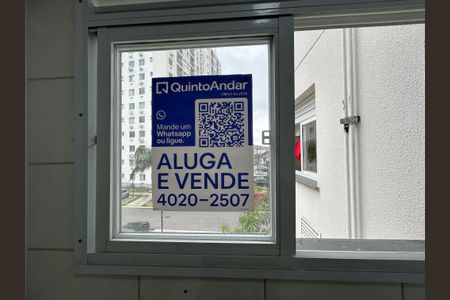 QuintoAndar
Mande um
Whatsapp
ou ligue.
ALUGA
E VENDE
4020-2507